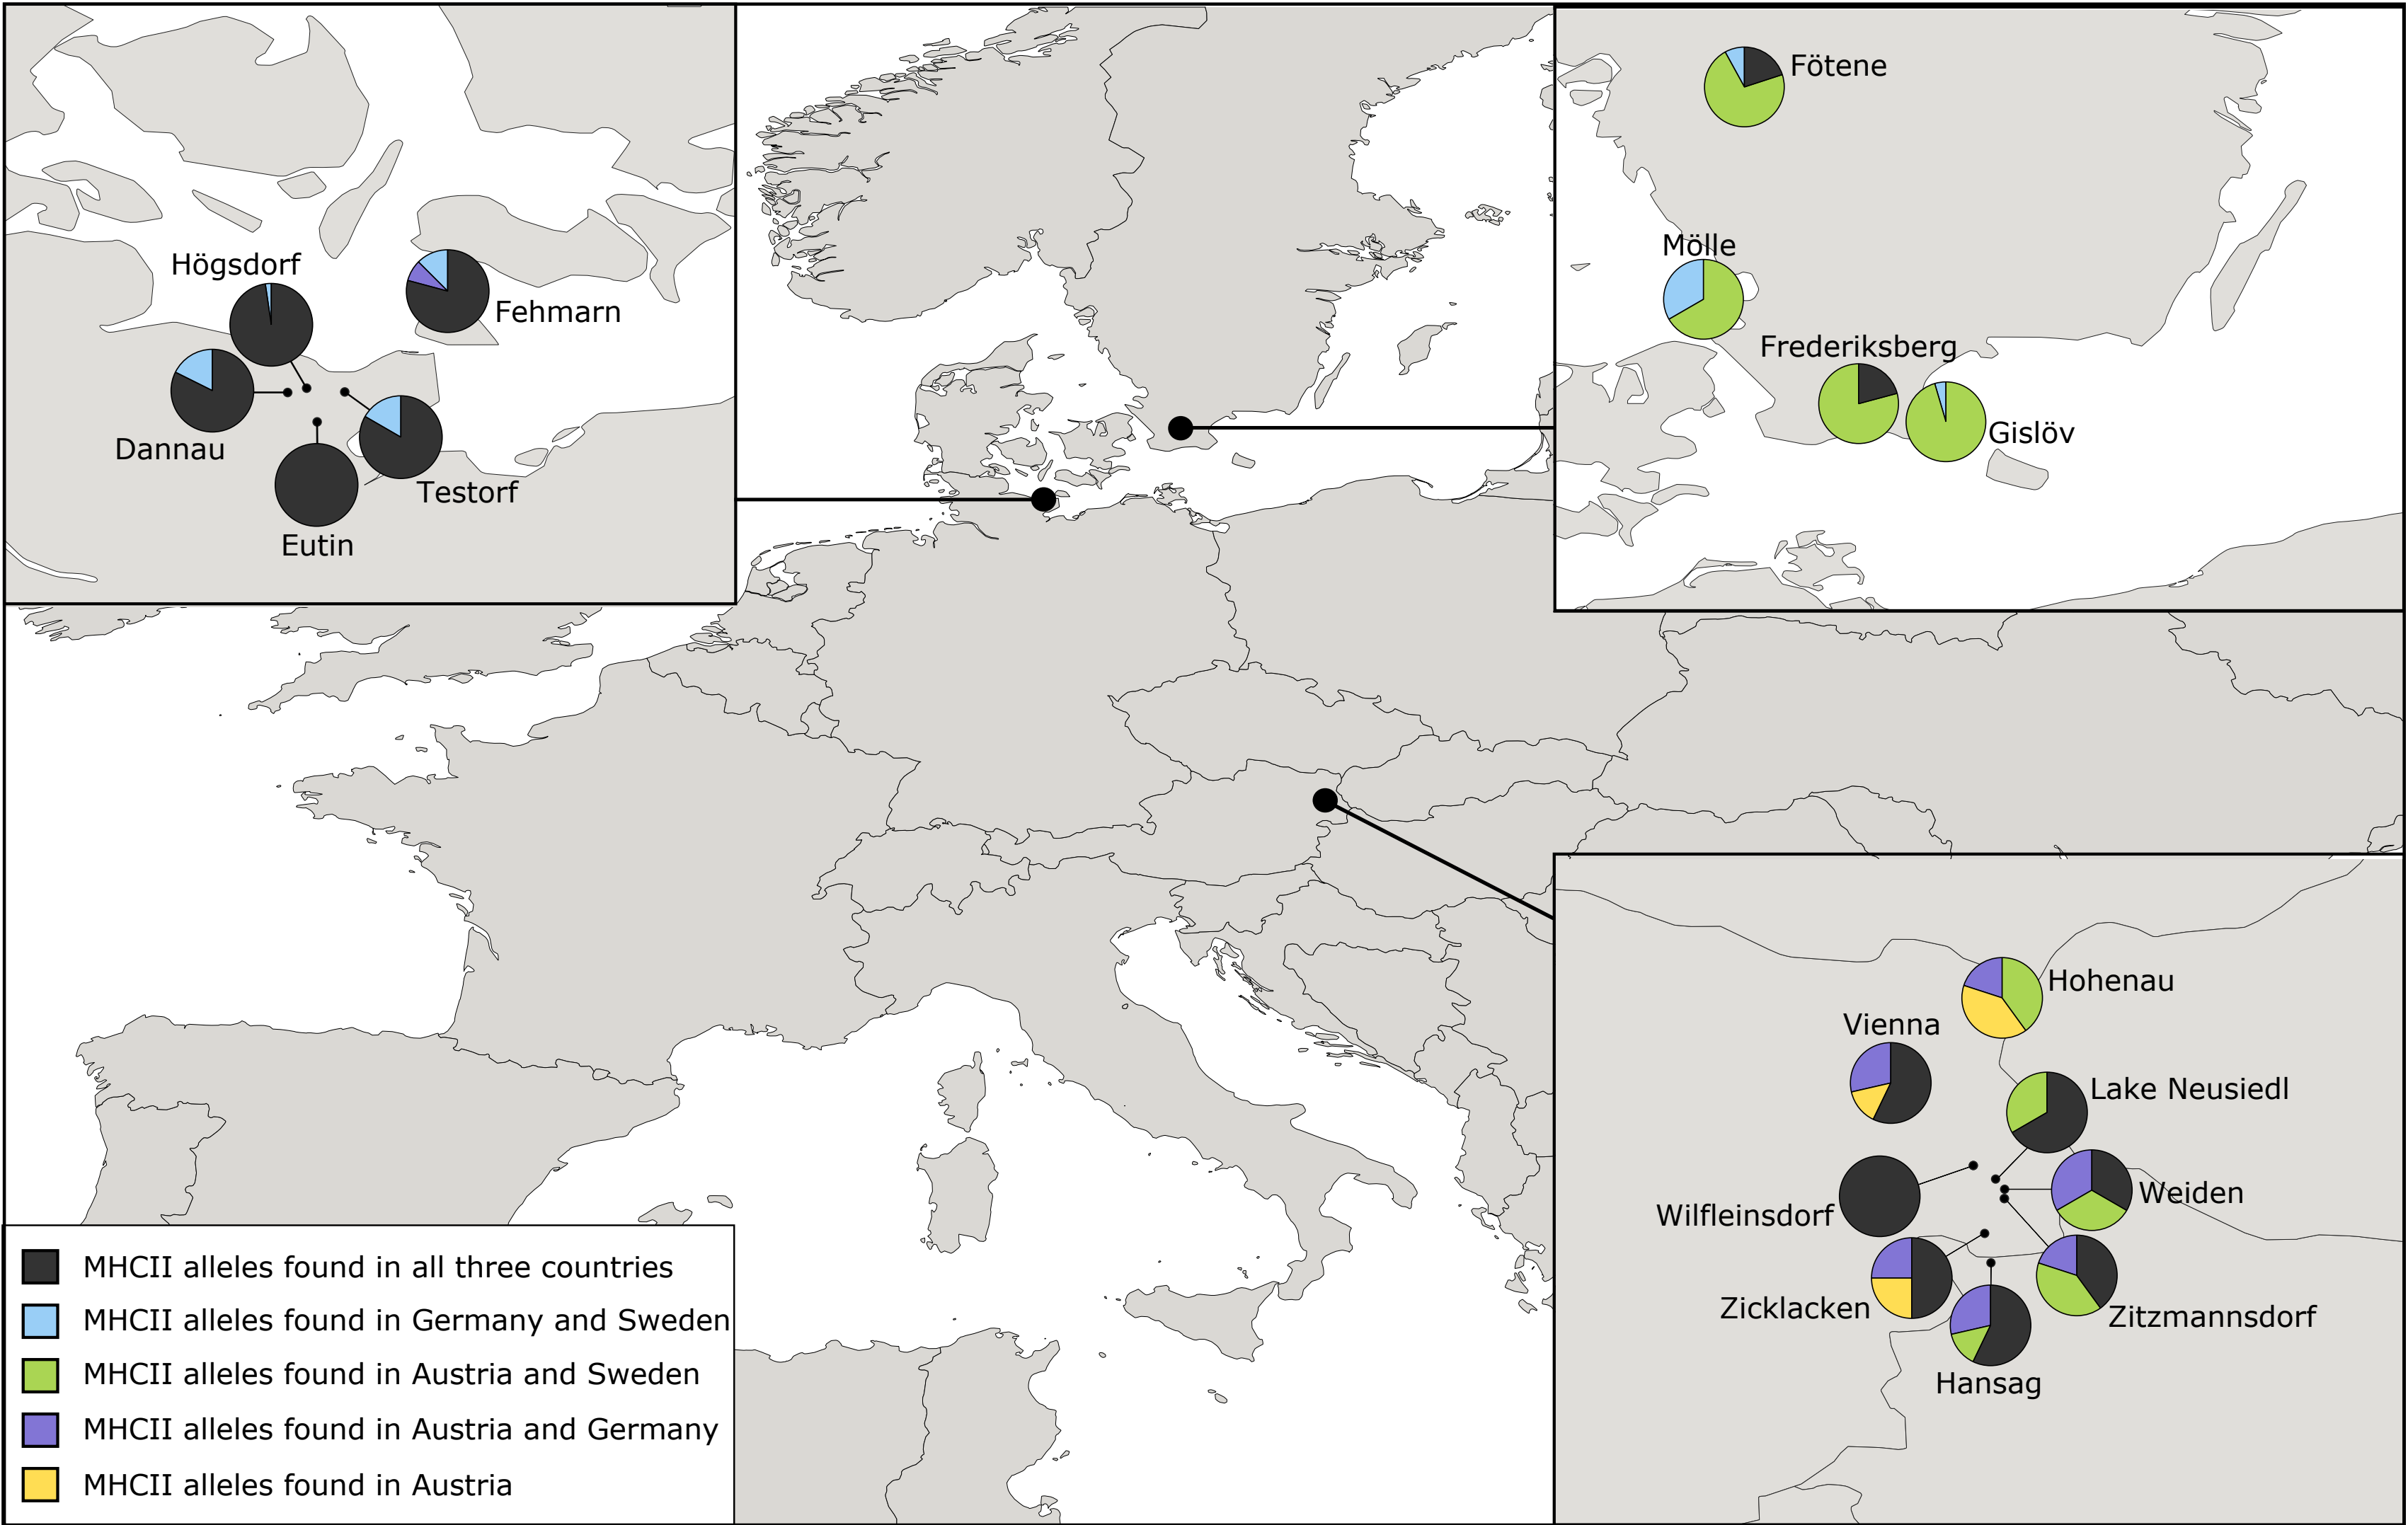 Högsdorf
Fehmarn
Dannau
Testorf
Eutin
Fötene
Mölle
Frederiksberg
Gislöv
Hohenau
Vienna
Lake Neusiedl
Weiden
Wilfleinsdorf
Zicklacken
Zitzmannsdorf
Hansag
MHCII alleles found in all three countries
MHCII alleles found in Germany and Sweden
MHCII alleles found in Austria and Sweden
MHCII alleles found in Austria and Germany
MHCII alleles found in Austria